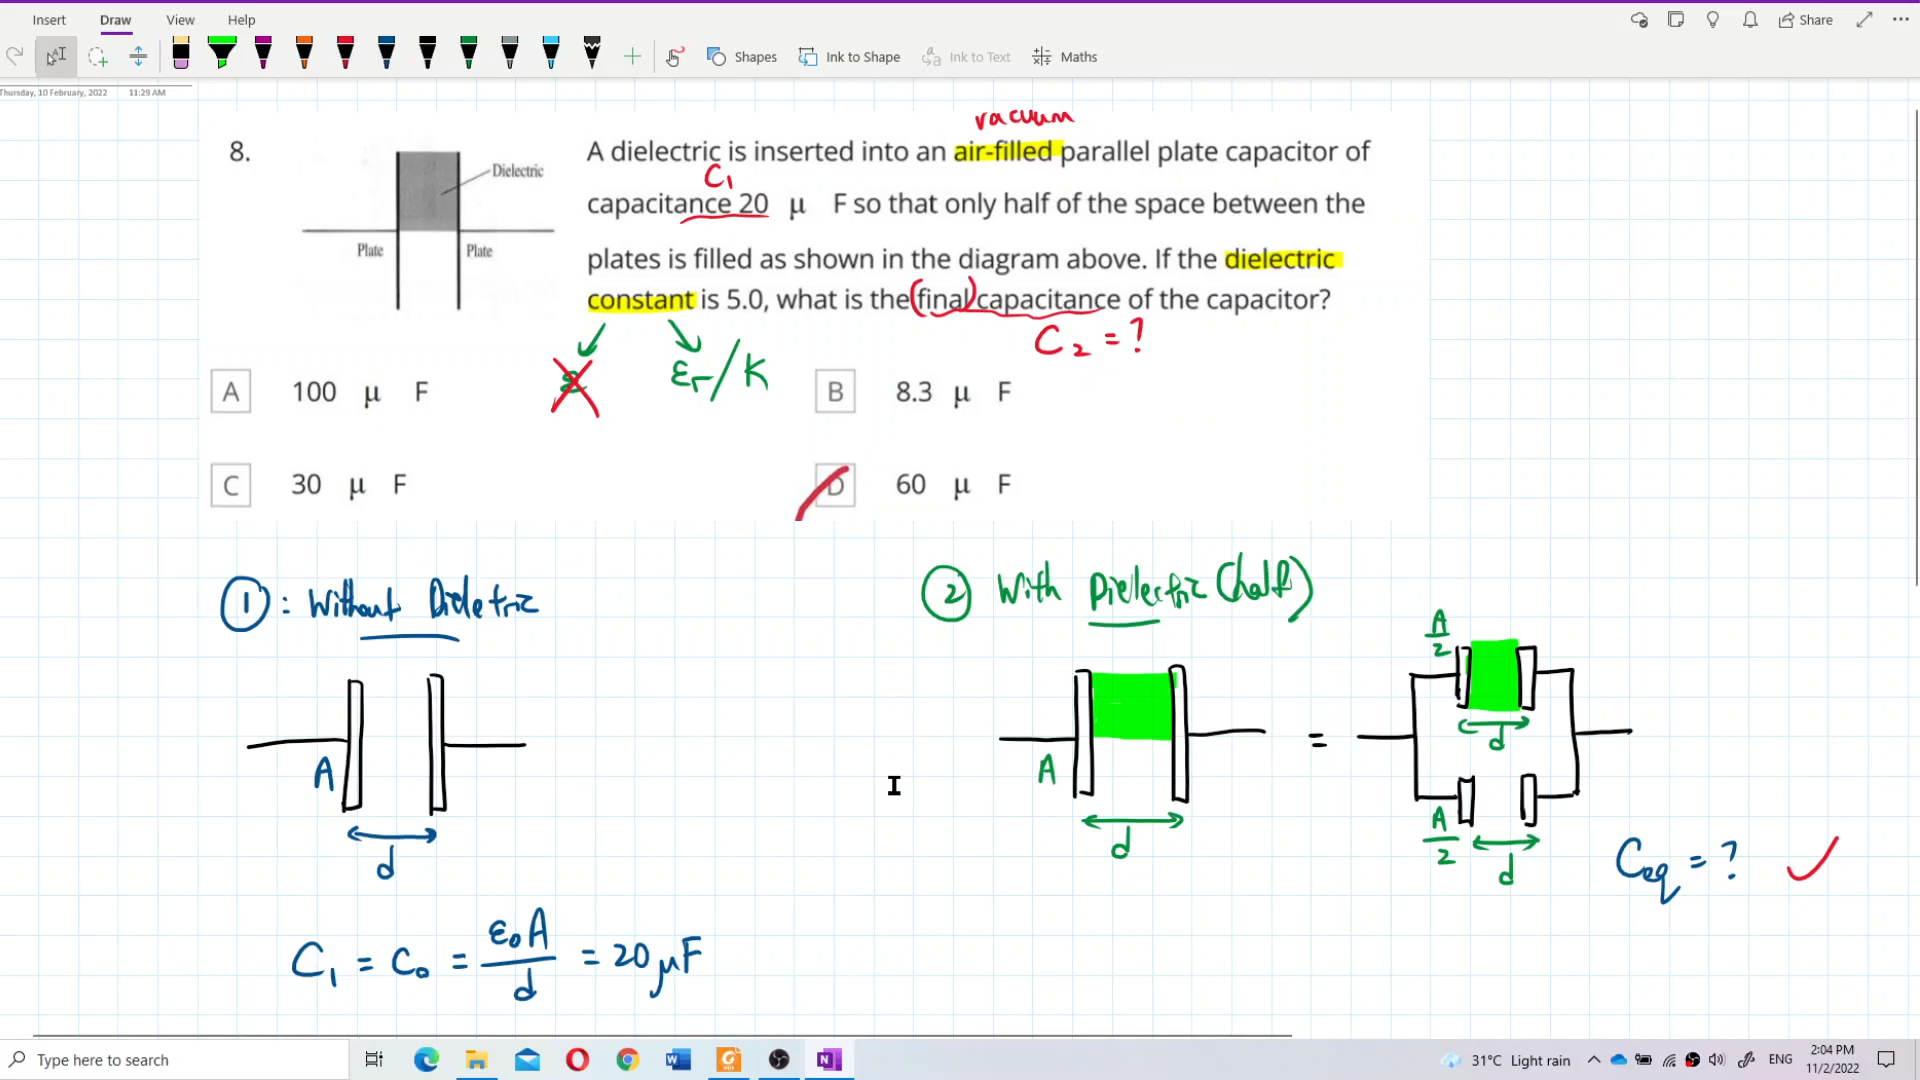 Insert Draw View Help
Share
Shapes Ink to Shape Ink to Text Maths
Thursday, 10 February, 2022 11:29 AM
vacuum
8.
A dielectric is inserted into an air-filled parallel plate capacitor of
C₁
capacitance 20 μ F so that only half of the space between the
plates is filled as shown in the diagram above. If the dielectric
constant is 5.0, what is the (final) capacitance of the capacitor?
Dielectric
Plate Plate
C₂ = ?
ε
εr/K
A 100 μ F
B 8.3 μ F
C 30 μ F
D 60 μ F
① : Without Dieletric
A
d
C₁ = C₀ = ε₀A/d = 20 μF
② With Dielectric (half)
A
d
=
A/2
d
A/2
d
Ceq = ? ✓
Type here to search
31°C Light rain
ENG
2:04 PM
11/2/2022